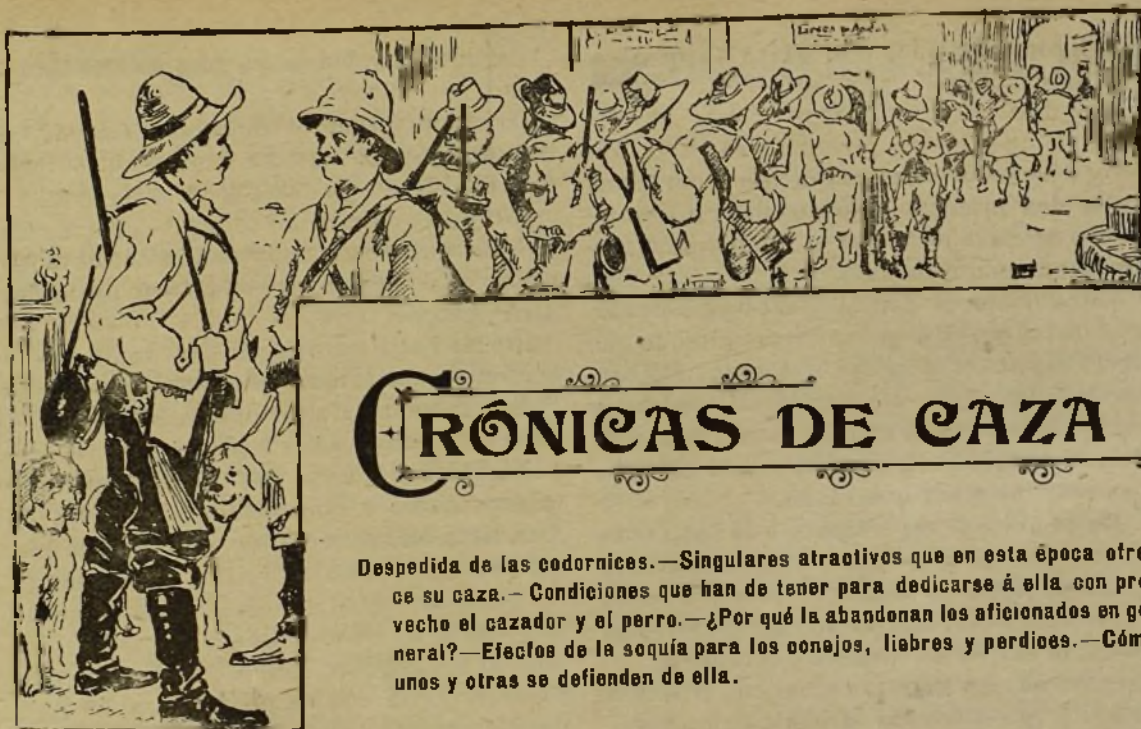 CRÓNICAS DE CAZA
Despedida de las codornices.—Singulares atractivos que en esta época ofre
ce su caza.—Condiciones que han de tener para dedicarse á ella con pro
vecho el cazador y el perro.—¿Por qué la abandonan los aficionados en ge
neral?—Efectos de la sequía para los conejos, liebres y perdices.—Cóm
unos y otras se defienden de ella.